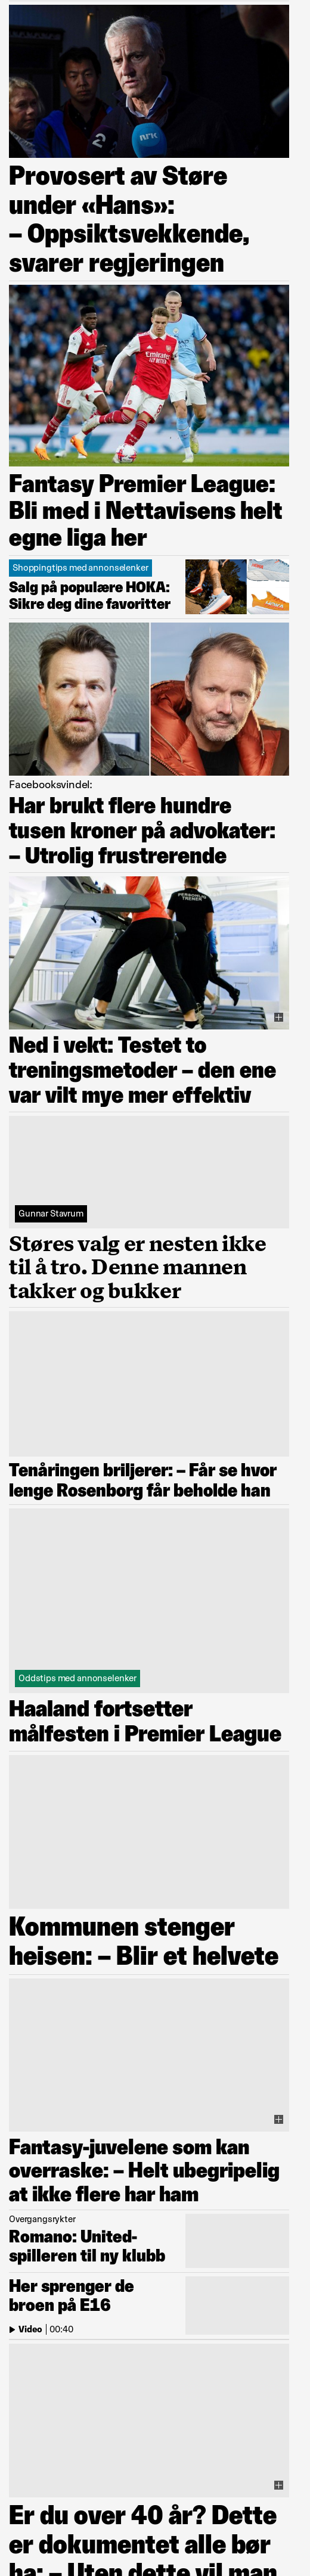 nrk
Provosert av Støre
under «Hans»:
– Oppsiktsvekkende,
svarer regjeringen
Fantasy Premier League:
Bli med i Nettavisens helt
egne liga her
Shoppingtips med annonselenker
Salg på populære HOKA:
Sikre deg dine favoritter
Facebooksvindel:
Har brukt flere hundre
tusen kroner på advokater:
– Utrolig frustrerende
PERSONLIG
TRENER
Ned i vekt: Testet to
treningsmetoder – den ene
var vilt mye mer effektiv
Gunnar Stavrum
Støres valg er nesten ikke
til å tro. Denne mannen
takker og bukker
Tenåringen briljerer: – Får se hvor
lenge Rosenborg får beholde han
Oddstips med annonselenker
Haaland fortsetter
målfesten i Premier League
Kommunen stenger
heisen: – Blir et helvete
Fantasy-juvelene som kan
overraske: – Helt ubegripelig
at ikke flere har ham
Overgangsrykter
Romano: United-
spilleren til ny klubb
Her sprenger de
broen på E16
Video | 00:40
Er du over 40 år? Dette
er dokumentet alle bør
ha: – Uten dette vil man